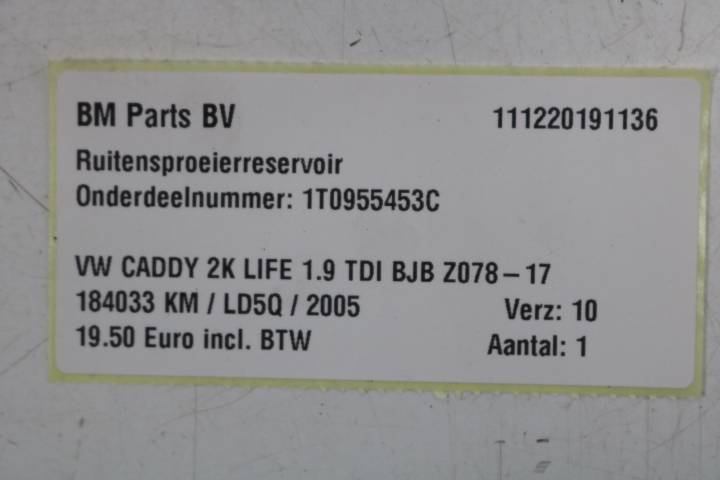 BM Parts BV 111220191136
Ruitensproeierreservoir
Onderdeelnummer: 1T0955453C
VW CADDY 2K LIFE 1.9 TDI BJB Z078-17
184033 KM / LD5Q / 2005 Verz: 10
19.50 Euro incl. BTW Aantal: 1